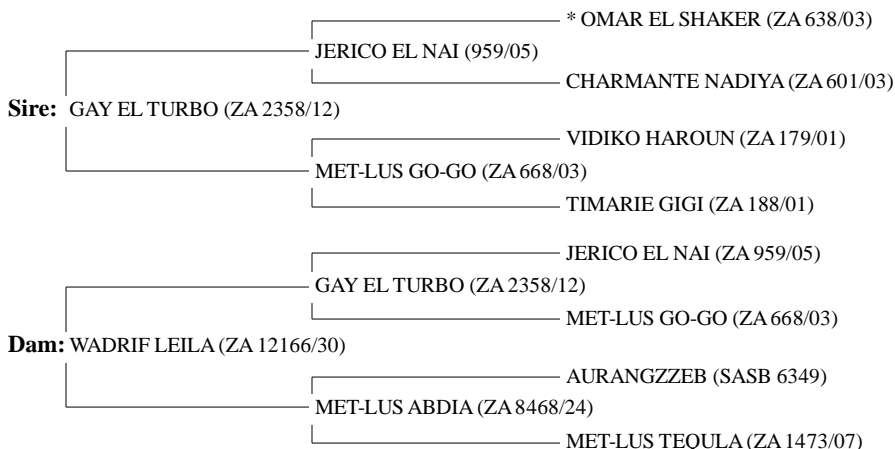 * OMAR EL SHAKER (ZA 638/03)
JERICO EL NAI (959/05)
CHARMANTE NADIYA (ZA 601/03)
Sire: GAY EL TURBO (ZA 2358/12)
VIDIKO HAROUN (ZA 179/01)
MET-LUS GO-GO (ZA 668/03)
TIMARIE GIGI (ZA 188/01)
JERICO EL NAI (ZA 959/05)
GAY EL TURBO (ZA 2358/12)
MET-LUS GO-GO (ZA 668/03)
Dam: WADRIF LEILA (ZA 12166/30)
AURANGZZEB (SASB 6349)
MET-LUS ABDIA (ZA 8468/24)
MET-LUS TEQULA (ZA 1473/07)